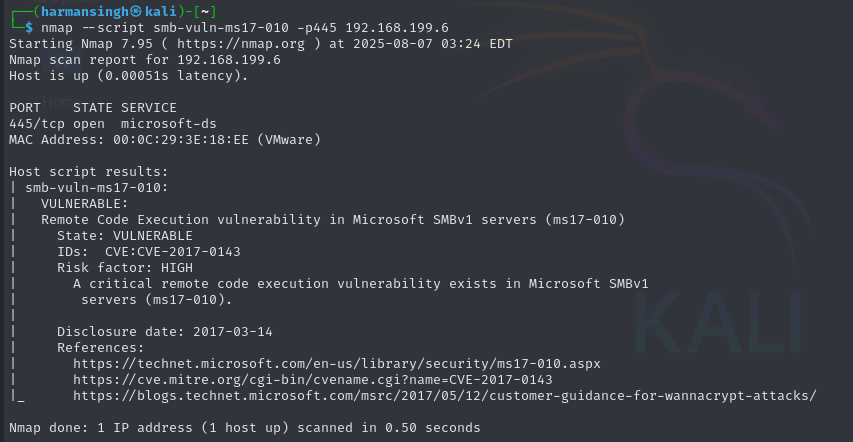 ┌──(harmansingh㉿kali)-[~]
└─$ nmap --script smb-vuln-ms17-010 -p445 192.168.199.6
Starting Nmap 7.95 ( https://nmap.org ) at 2025-08-07 03:24 EDT
Nmap scan report for 192.168.199.6
Host is up (0.00051s latency).

PORT    STATE SERVICE
445/tcp open  microsoft-ds
MAC Address: 00:0C:29:3E:18:EE (VMware)

Host script results:
| smb-vuln-ms17-010:
|   VULNERABLE:
|   Remote Code Execution vulnerability in Microsoft SMBv1 servers (ms17-010)
|     State: VULNERABLE
|     IDs:  CVE:CVE-2017-0143
|     Risk factor: HIGH
|       A critical remote code execution vulnerability exists in Microsoft SMBv1
|        servers (ms17-010).
|
|     Disclosure date: 2017-03-14
|     References:
|       https://technet.microsoft.com/en-us/library/security/ms17-010.aspx
|       https://cve.mitre.org/cgi-bin/cvename.cgi?name=CVE-2017-0143
|_      https://blogs.technet.microsoft.com/msrc/2017/05/12/customer-guidance-for-wannacrypt-attacks/

Nmap done: 1 IP address (1 host up) scanned in 0.50 seconds
KALI